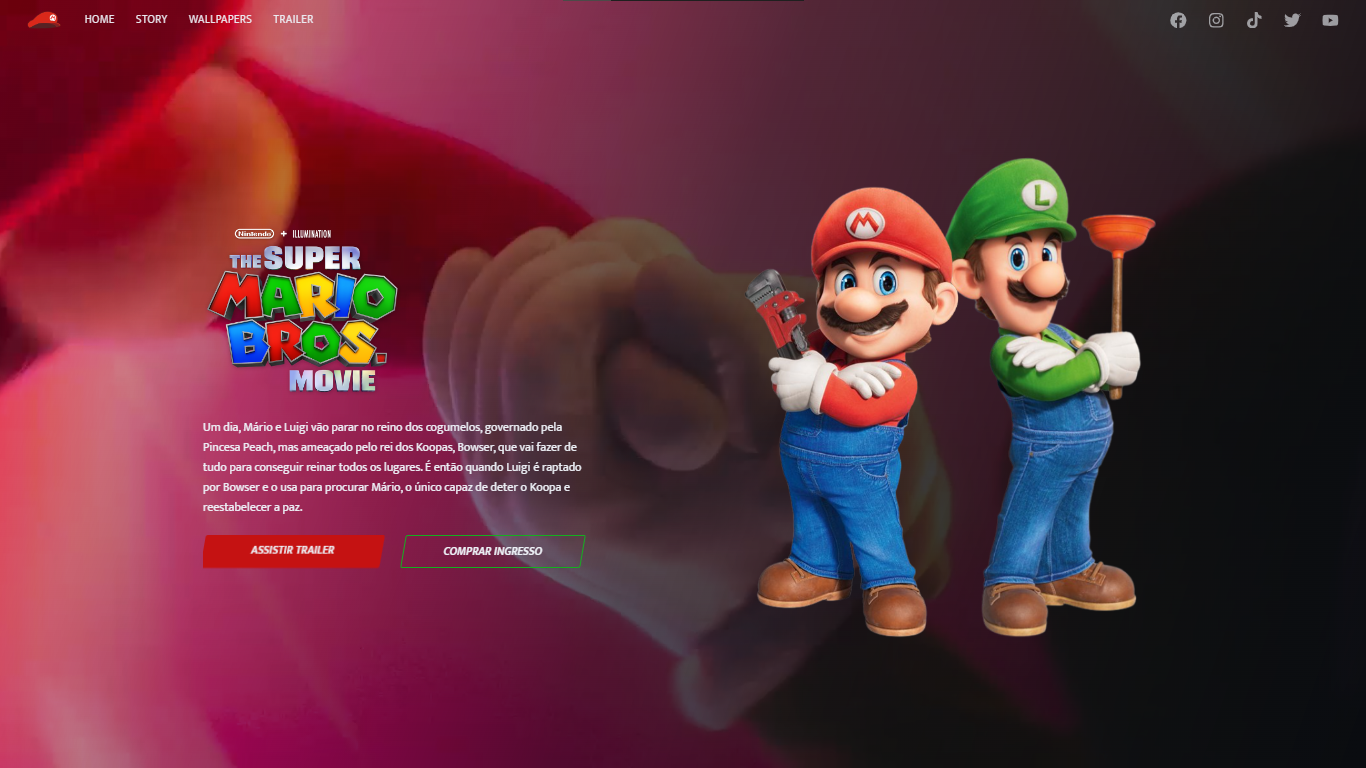 HOME STORY WALLPAPERS TRAILER
Nintendo + ILLUMINATION
THE SUPER
MARIO
BROS.
MOVIE
M
L
Um dia, Mário e Luigi vão parar no reino dos cogumelos, governado pela
Pincesa Peach, mas ameaçado pelo rei dos Koopas, Bowser, que vai fazer de
tudo para conseguir reinar todos os lugares. É então quando Luigi é raptado
por Bowser e o usa para procurar Mário, o único capaz de deter o Koopa e
reestabelecer a paz.
ASSISTIR TRAILER COMPRAR INGRESSO